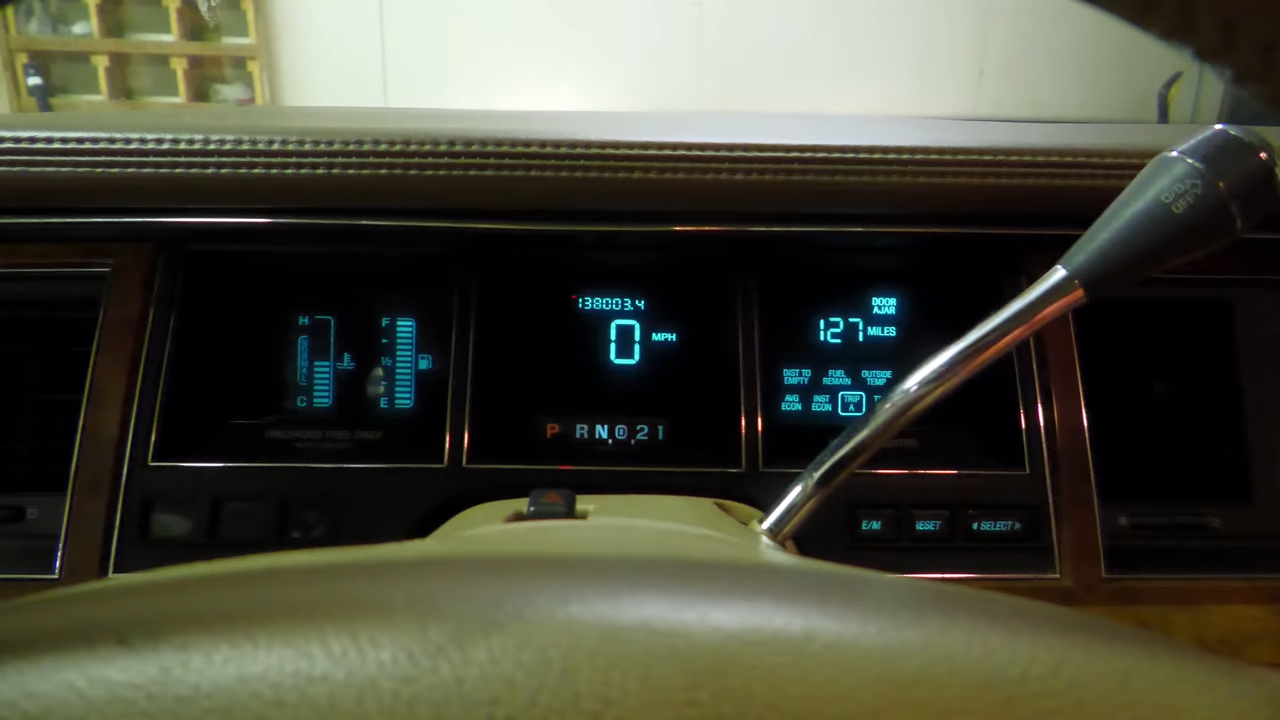 H
NORMAL
C
F
1/2
E
UNLEADED FUEL ONLY
138003.4
0 MPH
P R N D 2 1
DOOR
AJAR
127 MILES
DIST TO
EMPTY
FUEL
REMAIN
OUTSIDE
TEMP
AVG
ECON
INST
ECON
TRIP
A
E/M
RESET
SELECT
OFF